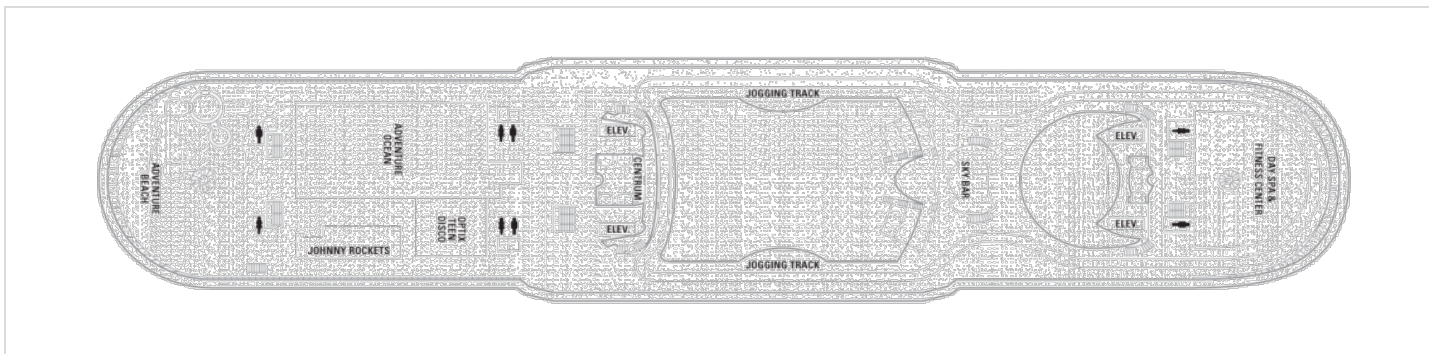 JOGGING TRACK
ELEV.
ELEV.
ADVENTURE
OCEAN
ADVENTURE
BEACH
CENTRUM
SKY BAR
DAY SPA &
FITNESS CENTER
OPTIX
TEEN
DISCO
ELEV.
ELEV.
JOHNNY ROCKETS
JOGGING TRACK